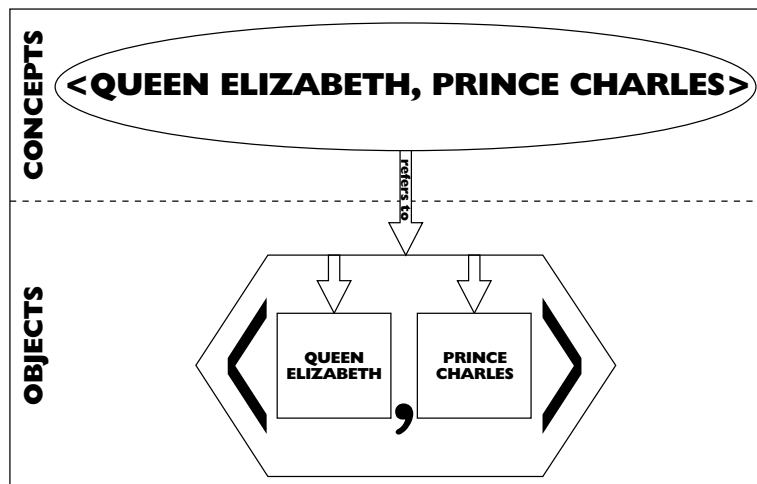 CONCEPTS
<QUEEN ELIZABETH, PRINCE CHARLES>
refers to
OBJECTS
<
QUEEN
ELIZABETH
,
PRINCE
CHARLES
>